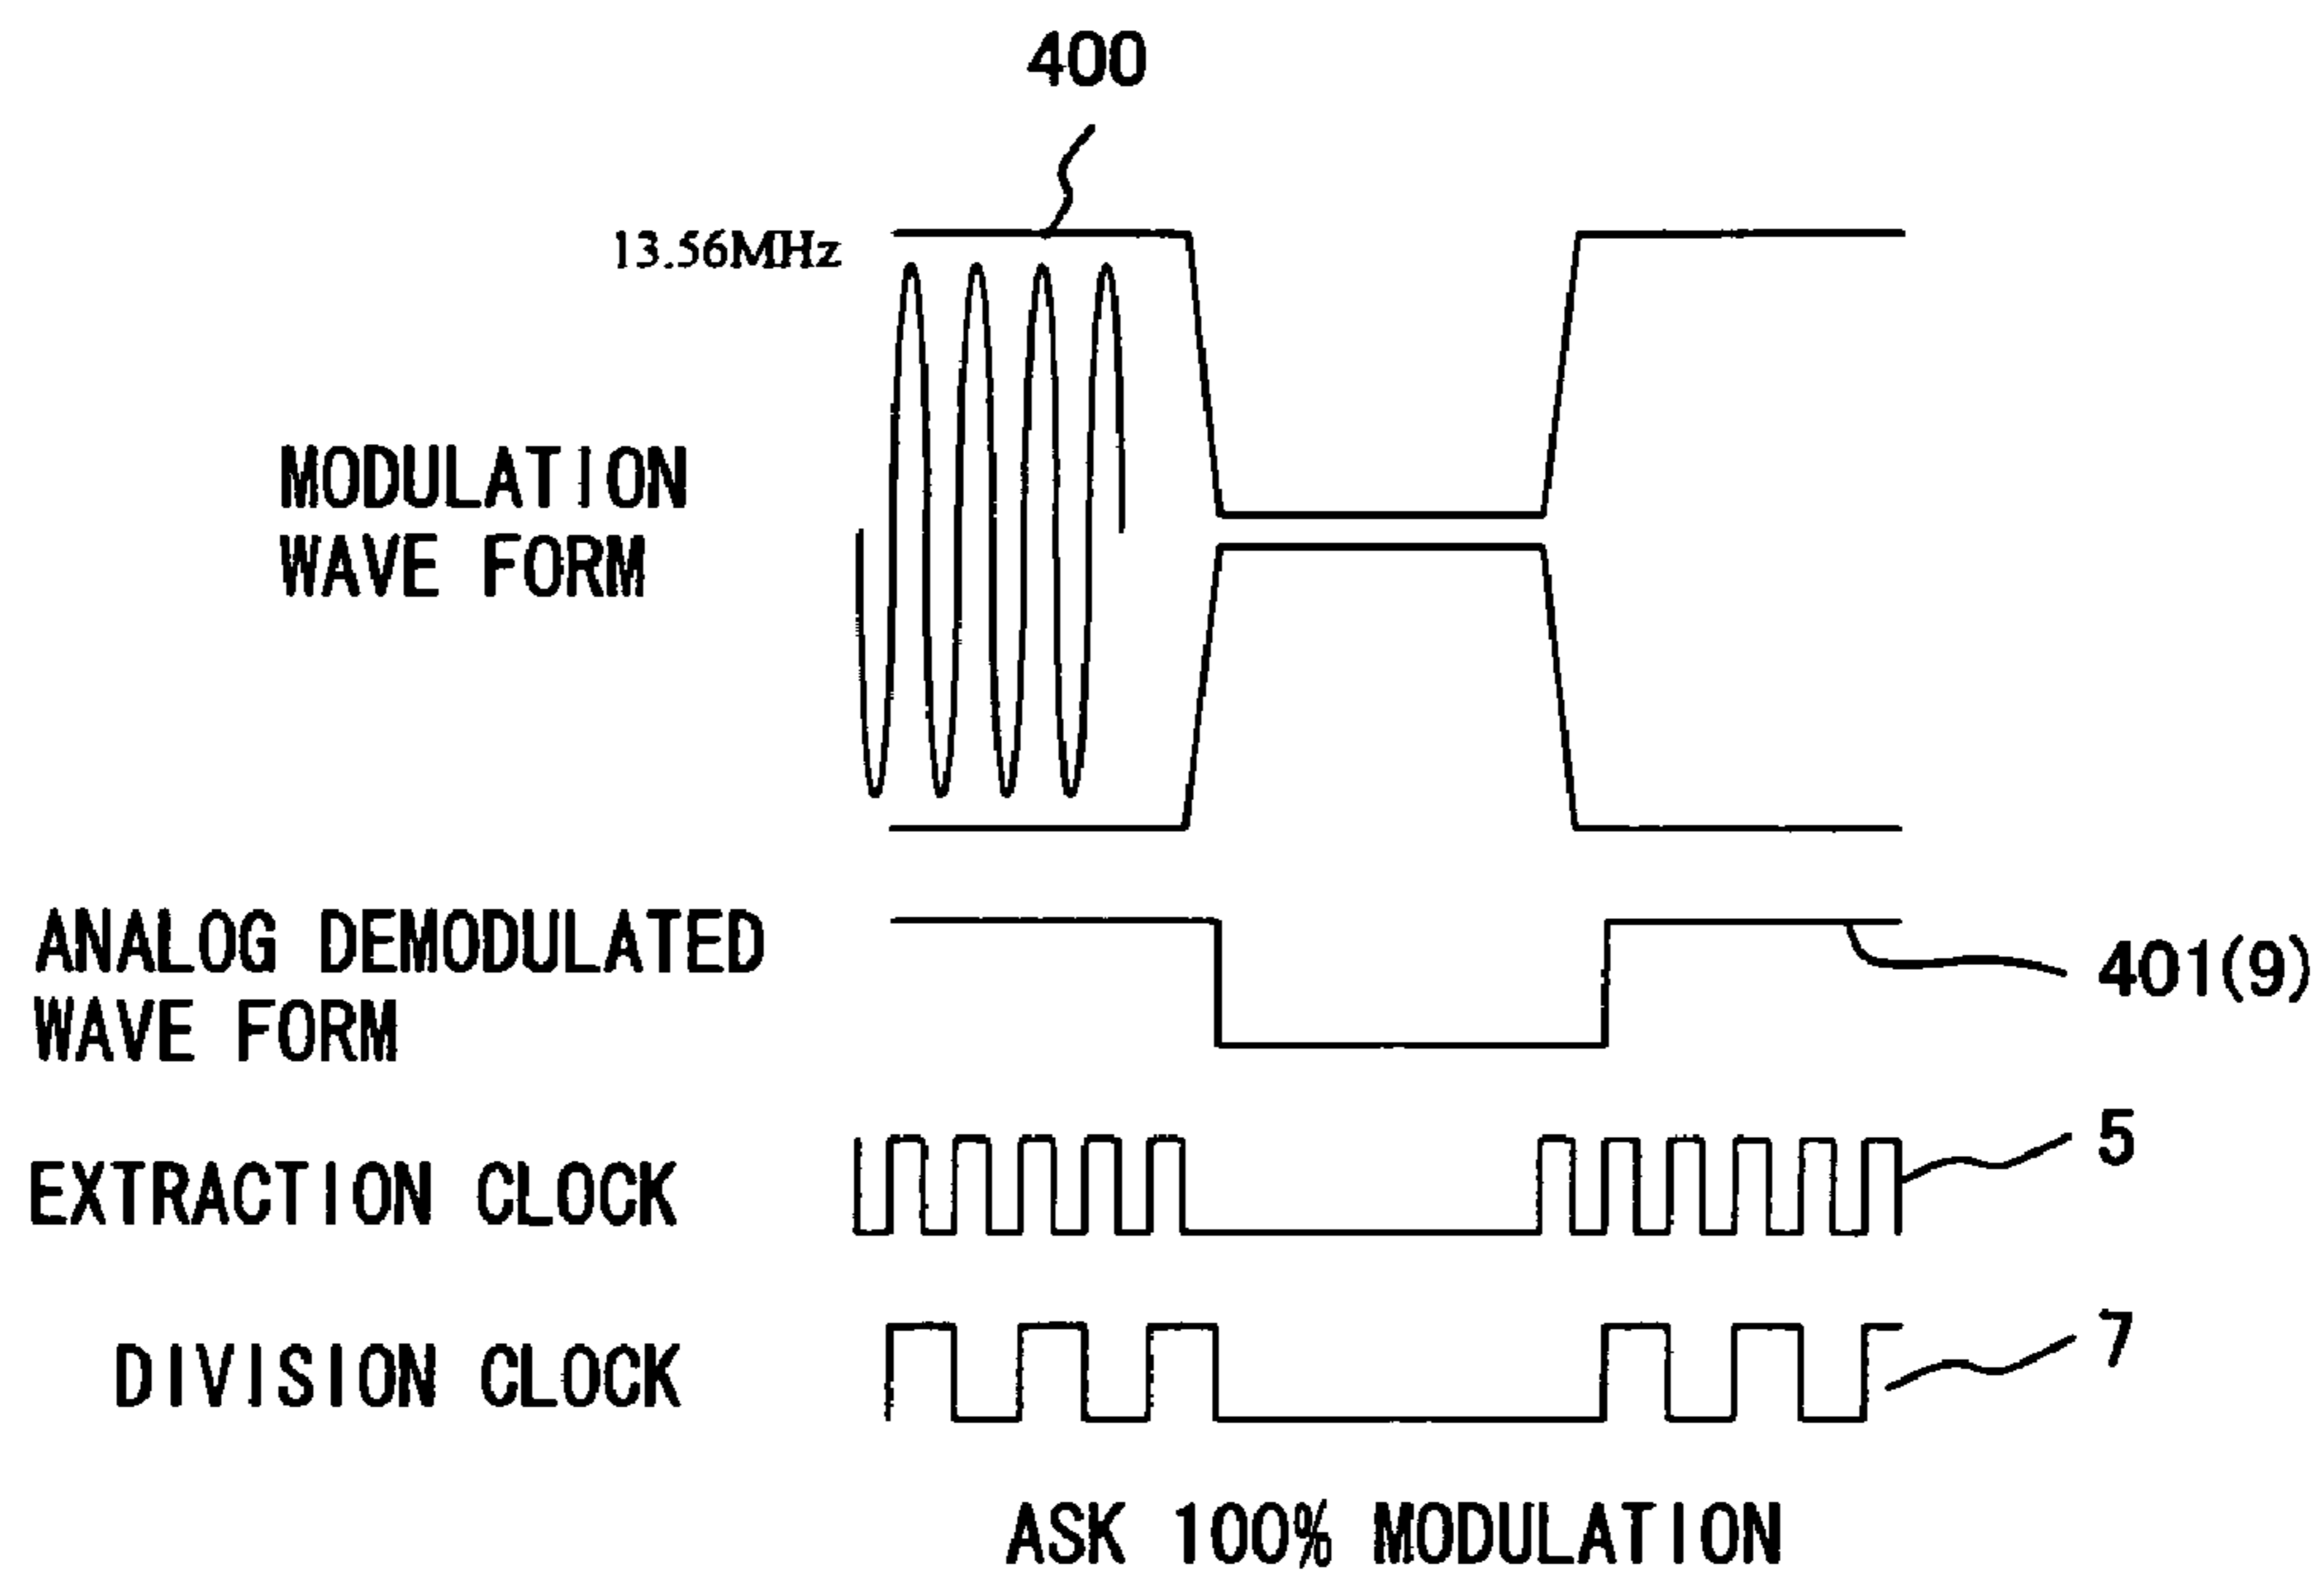 400
13.56MHz
MODULATION
WAVE FORM
ANALOG DEMODULATED
WAVE FORM
401(9)
EXTRACTION CLOCK
5
DIVISION CLOCK
7
ASK 100% MODULATION